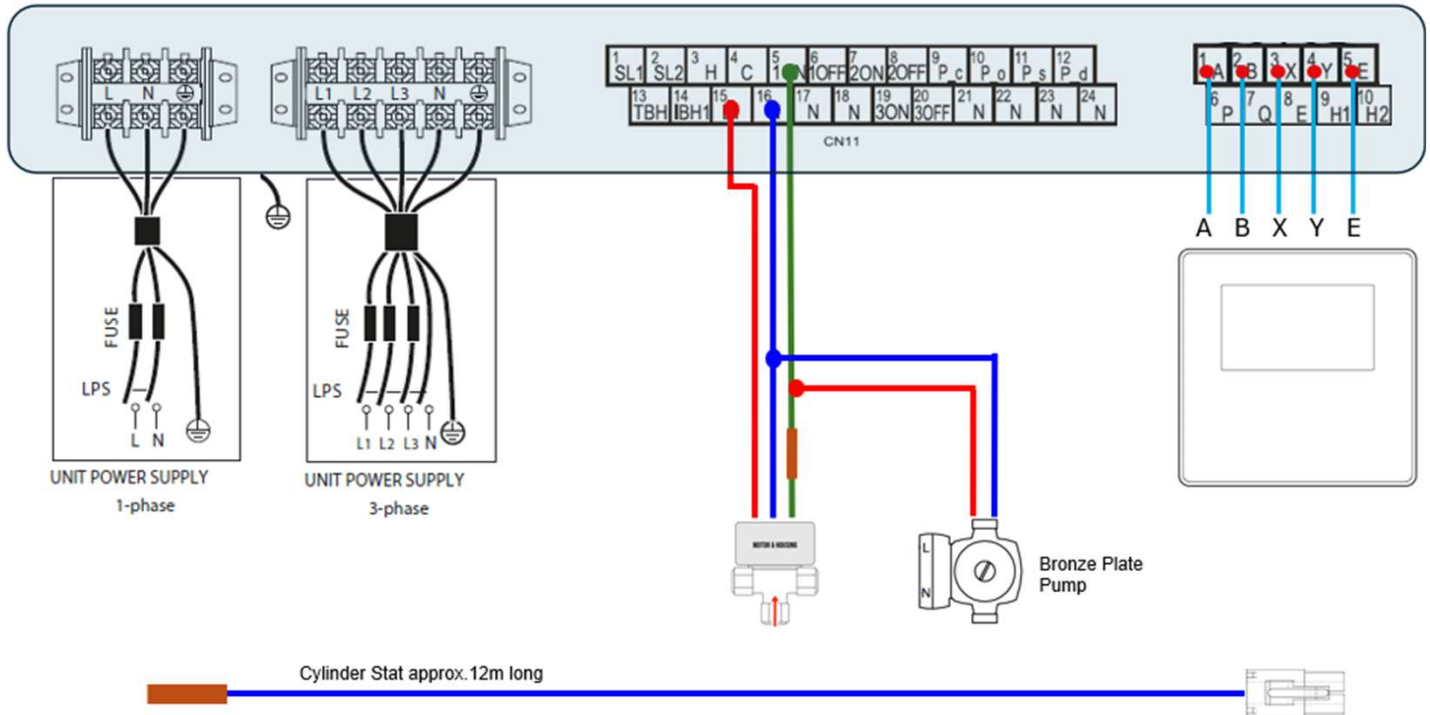 L N
L1 L2 L3 N
1 SL1 2 SL2 3 H 4 C 5 1 N 6 1OFF 7 2ON 8 2OFF 9 P_c 10 P_o 11 P_s 12 P_d
13 TBH 14 IBH1 15 16 17 N 18 N 19 3ON 20 3OFF 21 N 22 N 23 N 24 N
CN11
1 A 2 B 3 X 4 Y 5 E
6 P 7 Q 8 E 9 H1 10 H2
A B X Y E
FUSE
LPS
L N
UNIT POWER SUPPLY
1-phase
FUSE
LPS
L1 L2 L3 N
UNIT POWER SUPPLY
3-phase
MOTOR & HOUSING
L
N
Bronze Plate
Pump
Cylinder Stat approx.12m long